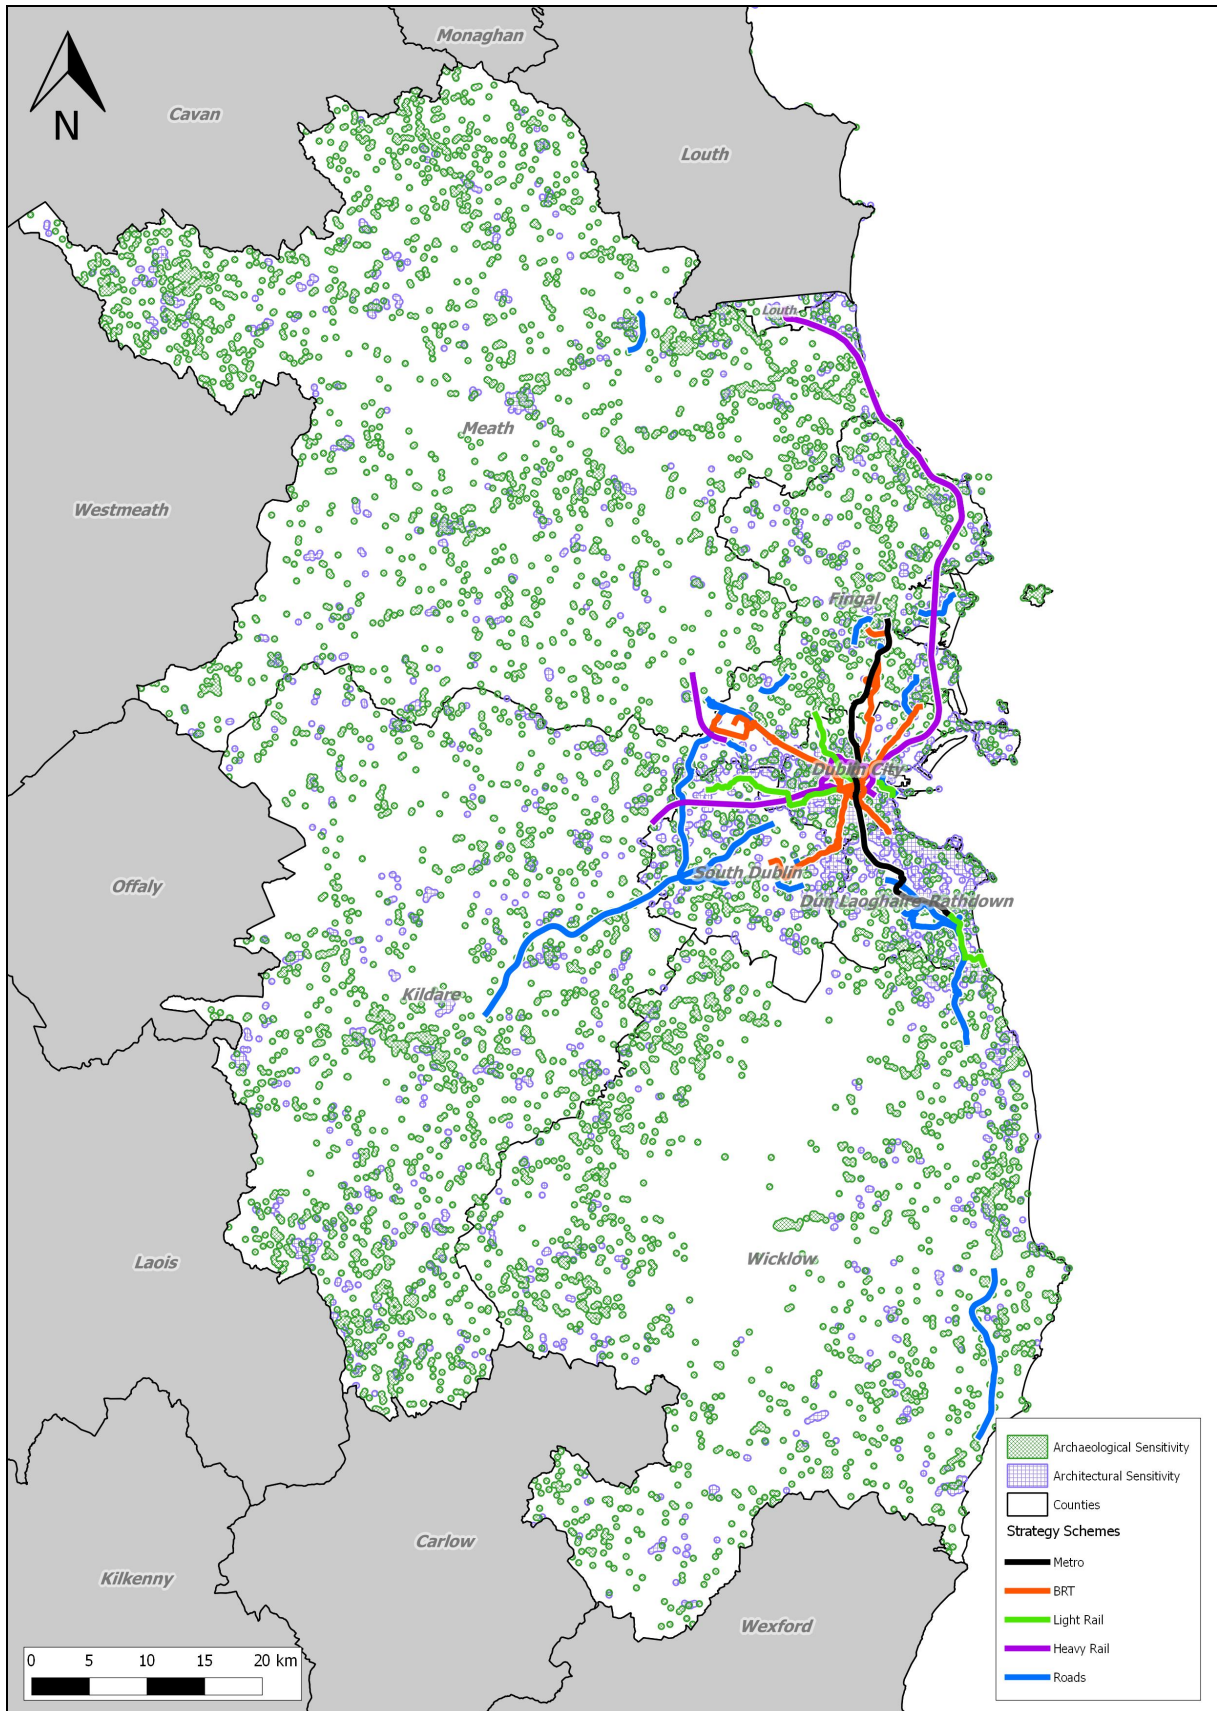 Monaghan
Cavan
N
Louth
Louth
Meath
Westmeath
Fingal
Dublin City
Offaly
South Dublin
Dún Laoghaire-Rathdown
Kildare
Laois
Wicklow
Carlow
Kilkenny
Wexford
Archaeological Sensitivity
Architectural Sensitivity
Counties
Strategy Schemes
Metro
BRT
Light Rail
Heavy Rail
Roads
0 5 10 15 20 km